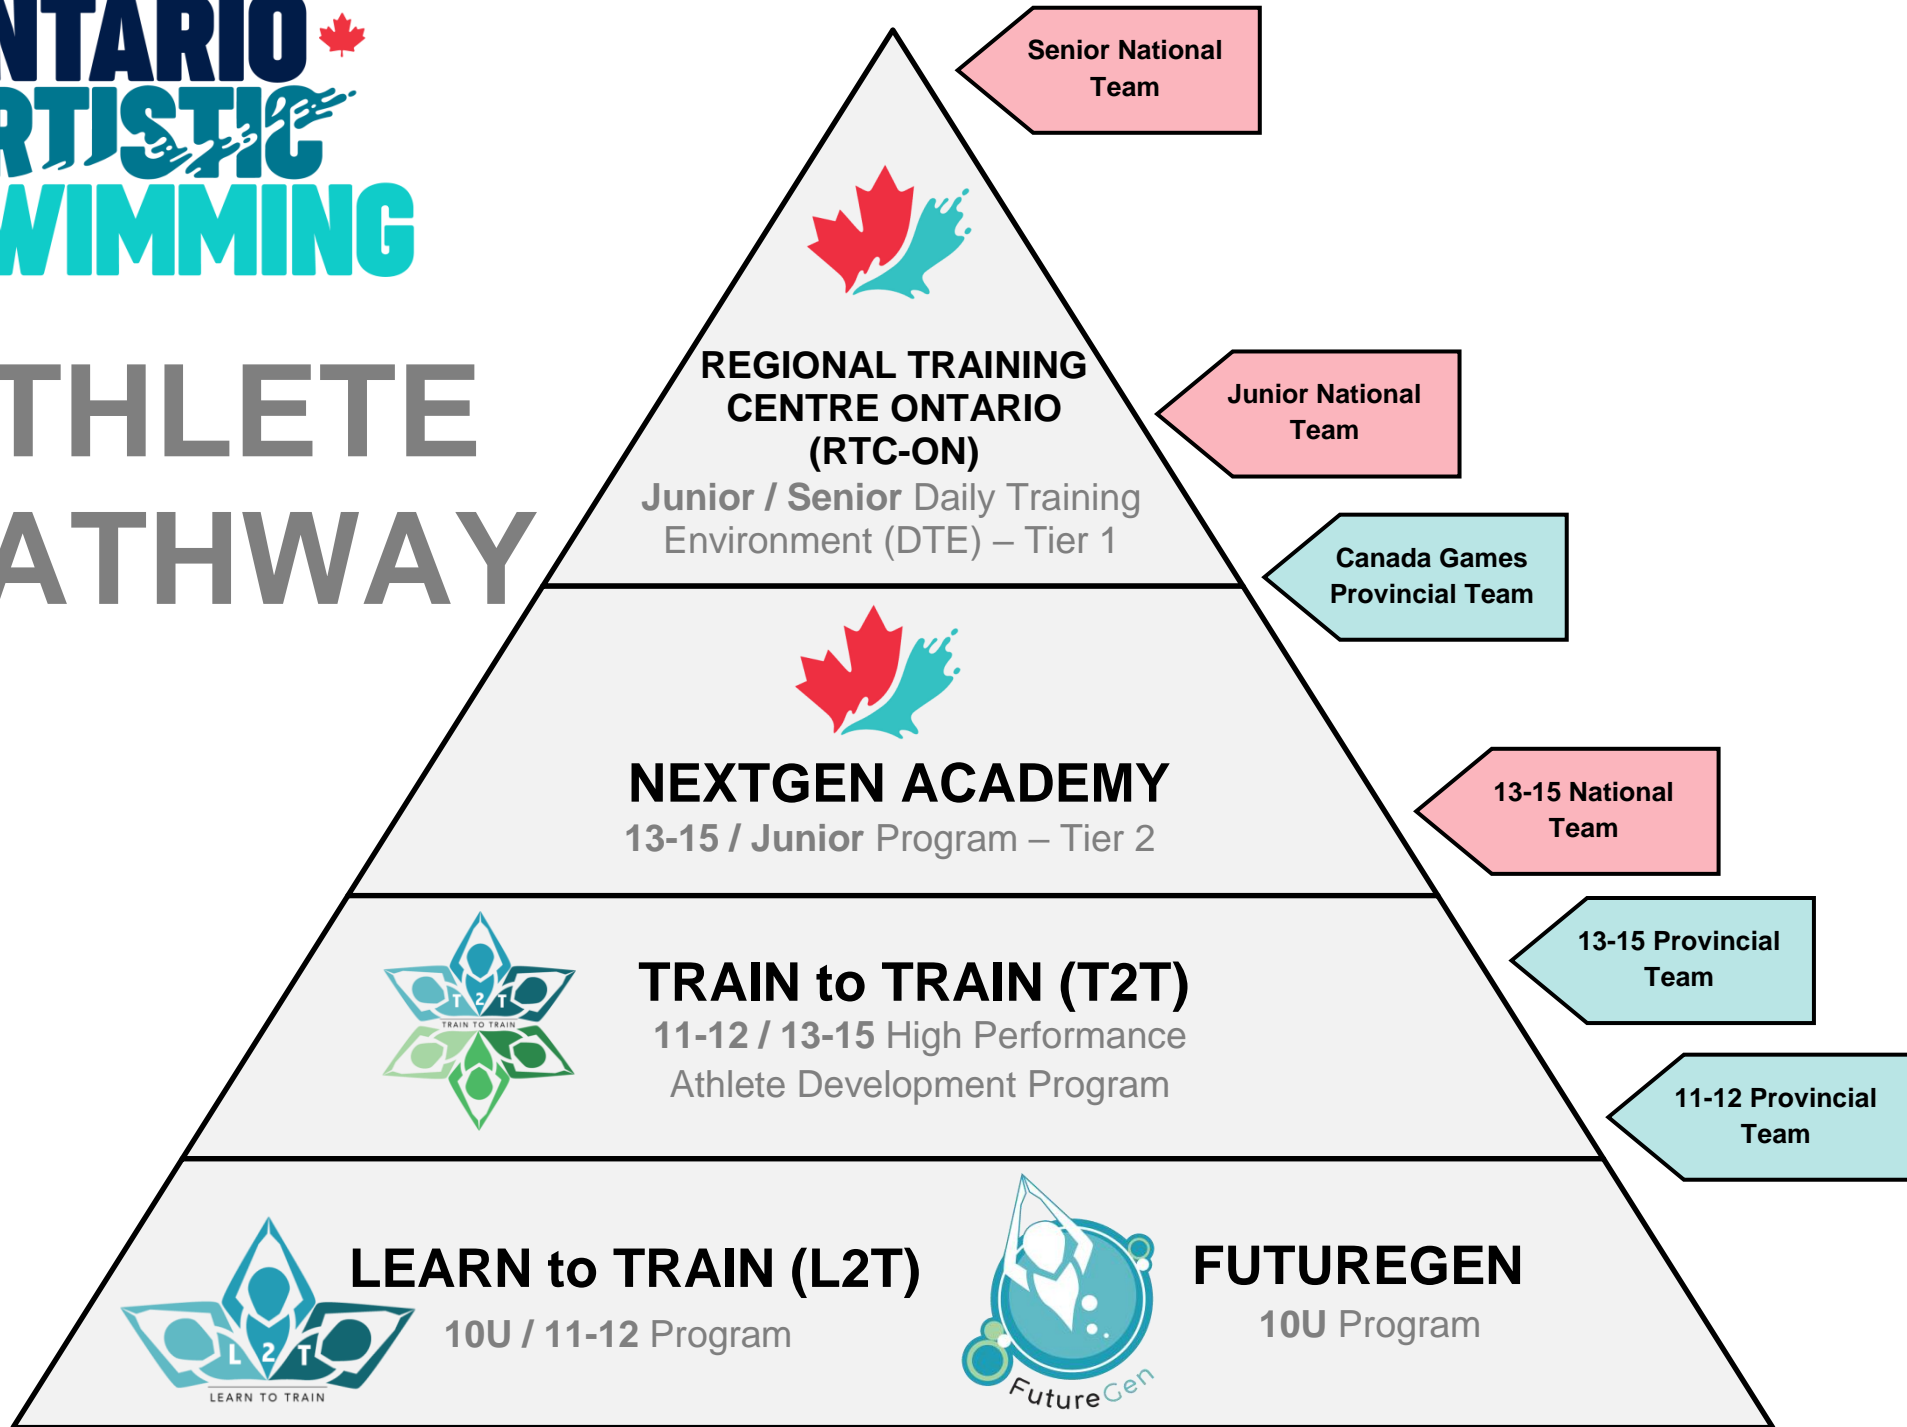 NTARIO
RTISTIC
WIMMING
THLETE
ATHWAY
Senior National
Team
REGIONAL TRAINING
CENTRE ONTARIO
(RTC-ON)
Junior / Senior Daily Training
Environment (DTE) – Tier 1
Junior National
Team
Canada Games
Provincial Team
NEXTGEN ACADEMY
13-15 / Junior Program – Tier 2
13-15 National
Team
T 2 T
TRAIN TO TRAIN
TRAIN to TRAIN (T2T)
11-12 / 13-15 High Performance
Athlete Development Program
13-15 Provincial
Team
11-12 Provincial
Team
L 2 T
LEARN TO TRAIN
LEARN to TRAIN (L2T)
10U / 11-12 Program
FutureGen
FUTUREGEN
10U Program